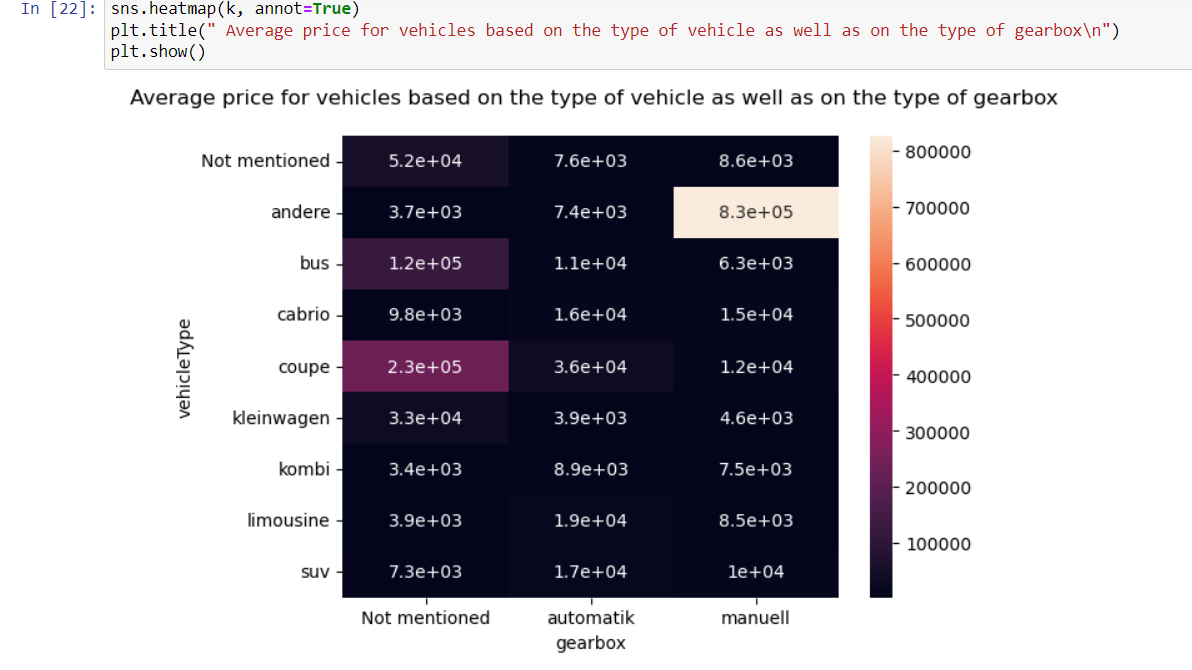 In [22]: sns.heatmap(k, annot=True)
plt.title(" Average price for vehicles based on the type of vehicle as well as on the type of gearbox\n")
plt.show()
Average price for vehicles based on the type of vehicle as well as on the type of gearbox
Not mentioned 5.2e+04 7.6e+03 8.6e+03
andere 3.7e+03 7.4e+03 8.3e+05
bus 1.2e+05 1.1e+04 6.3e+03
cabrio 9.8e+03 1.6e+04 1.5e+04
coupe 2.3e+05 3.6e+04 1.2e+04
kleinwagen 3.3e+04 3.9e+03 4.6e+03
kombi 3.4e+03 8.9e+03 7.5e+03
limousine 3.9e+03 1.9e+04 8.5e+03
suv 7.3e+03 1.7e+04 1e+04
vehicleType
Not mentioned automatik manuell
gearbox
800000
700000
600000
500000
400000
300000
200000
100000